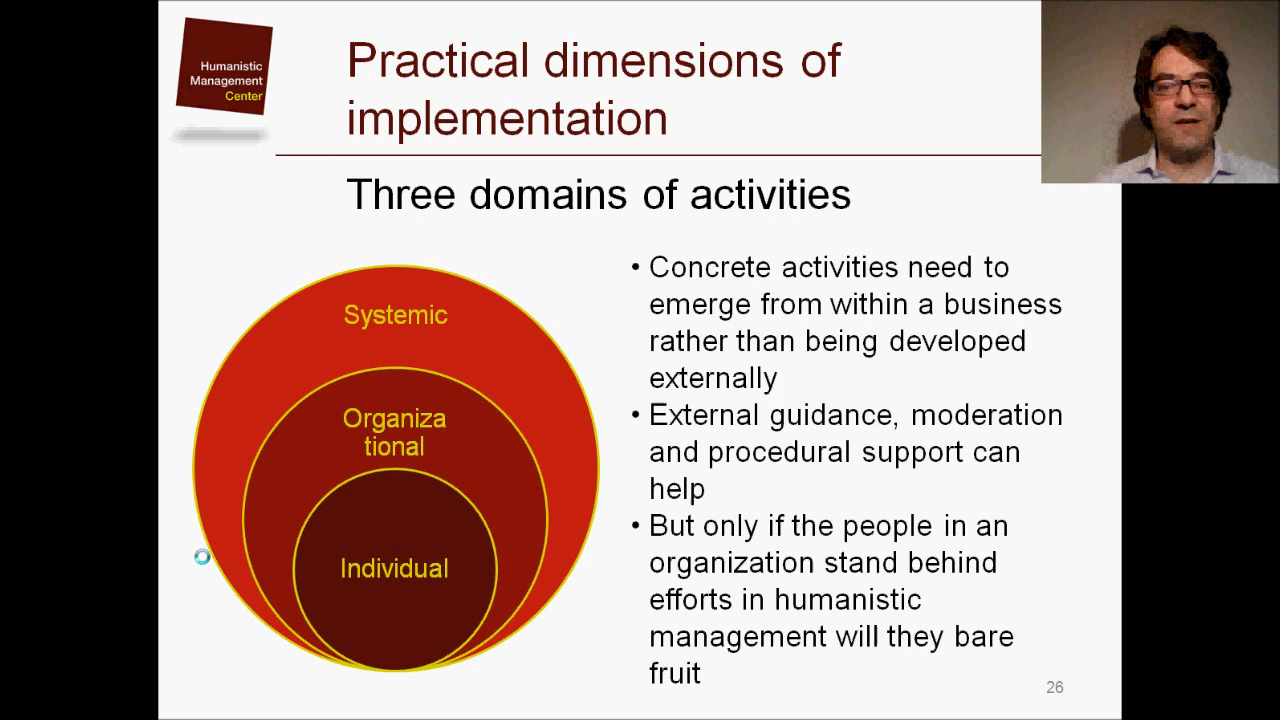 Humanistic
Management
Center
Practical dimensions of
implementation
Three domains of activities
Systemic
Organiza
tional
Individual
• Concrete activities need to
emerge from within a business
rather than being developed
externally
• External guidance, moderation
and procedural support can
help
• But only if the people in an
organization stand behind
efforts in humanistic
management will they bare
fruit
26